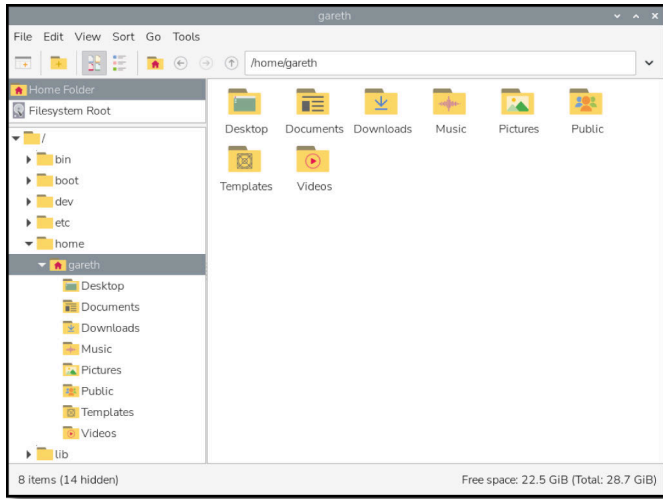 gareth
File Edit View Sort Go Tools
/home/gareth
Home Folder
Filesystem Root
/
bin
boot
dev
etc
home
gareth
Desktop
Documents
Downloads
Music
Pictures
Public
Templates
Videos
lib
Desktop Documents Downloads Music Pictures Public
Templates Videos
8 items (14 hidden) Free space: 22.5 GiB (Total: 28.7 GiB)